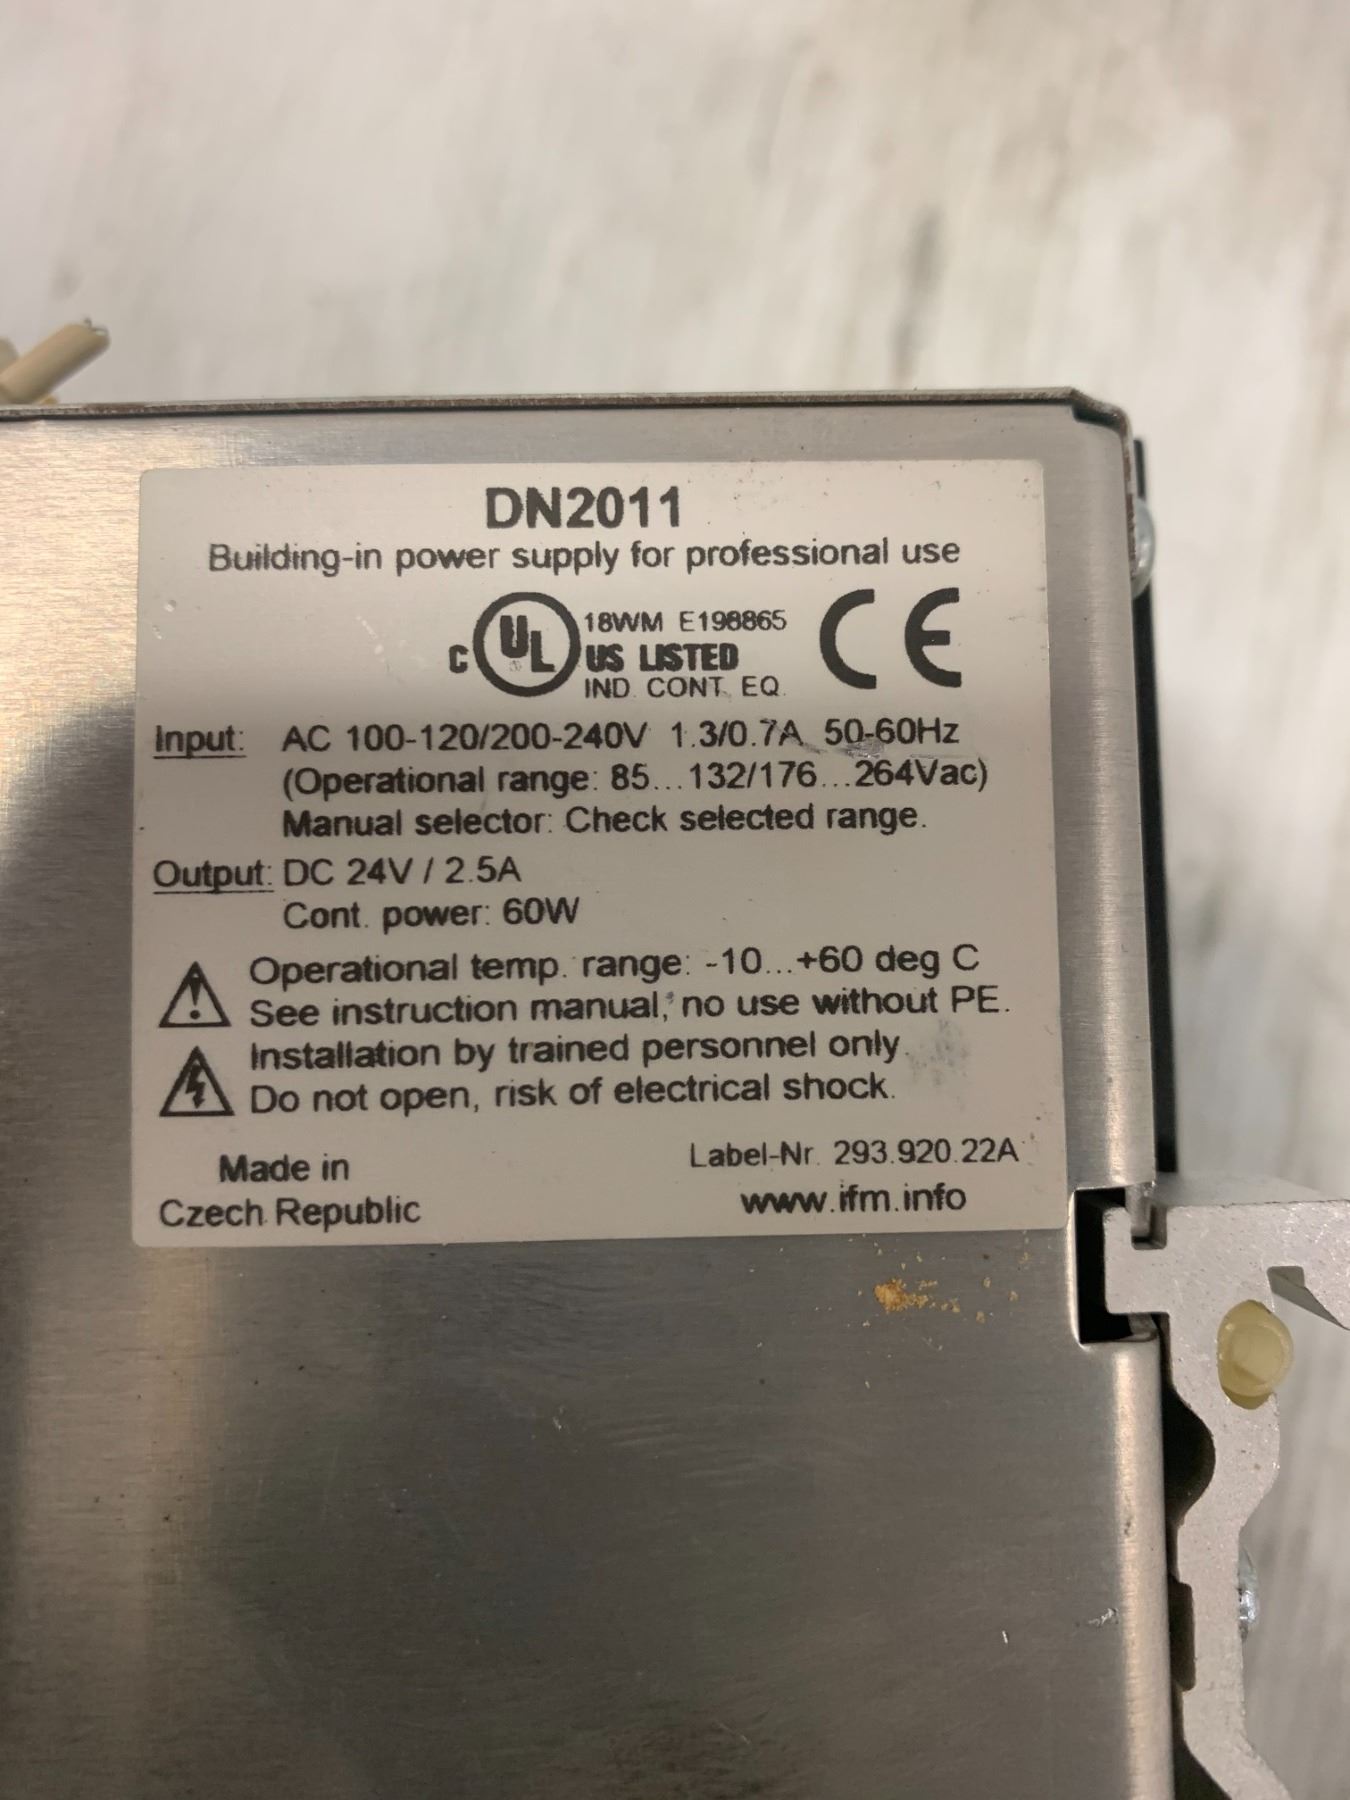 DN2011
Building-in power supply for professional use
C UL 18WM E198865
US LISTED
IND. CONT. EQ.
CE
Input: AC 100-120/200-240V 1.3/0.7A 50-60Hz
(Operational range: 85...132/176...264Vac)
Manual selector: Check selected range.
Output: DC 24V / 2.5A
Cont. power: 60W
Operational temp. range: -10...+60 deg C
See instruction manual, no use without PE.
Installation by trained personnel only.
Do not open, risk of electrical shock.
Made in
Czech Republic
Label-Nr. 293.920.22A
www.ifm.info